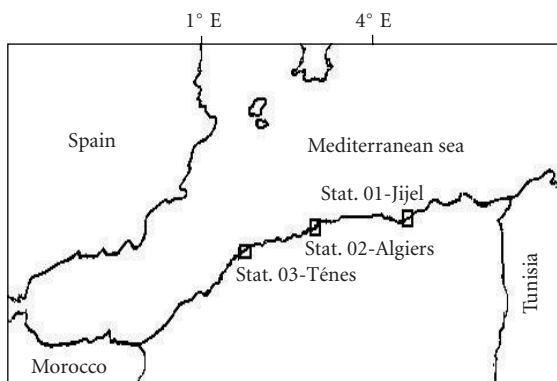 1° E
4° E
Spain
Mediterranean sea
Stat. 01-Jijel
Stat. 02-Algiers
Stat. 03-Ténes
Tunisia
Morocco